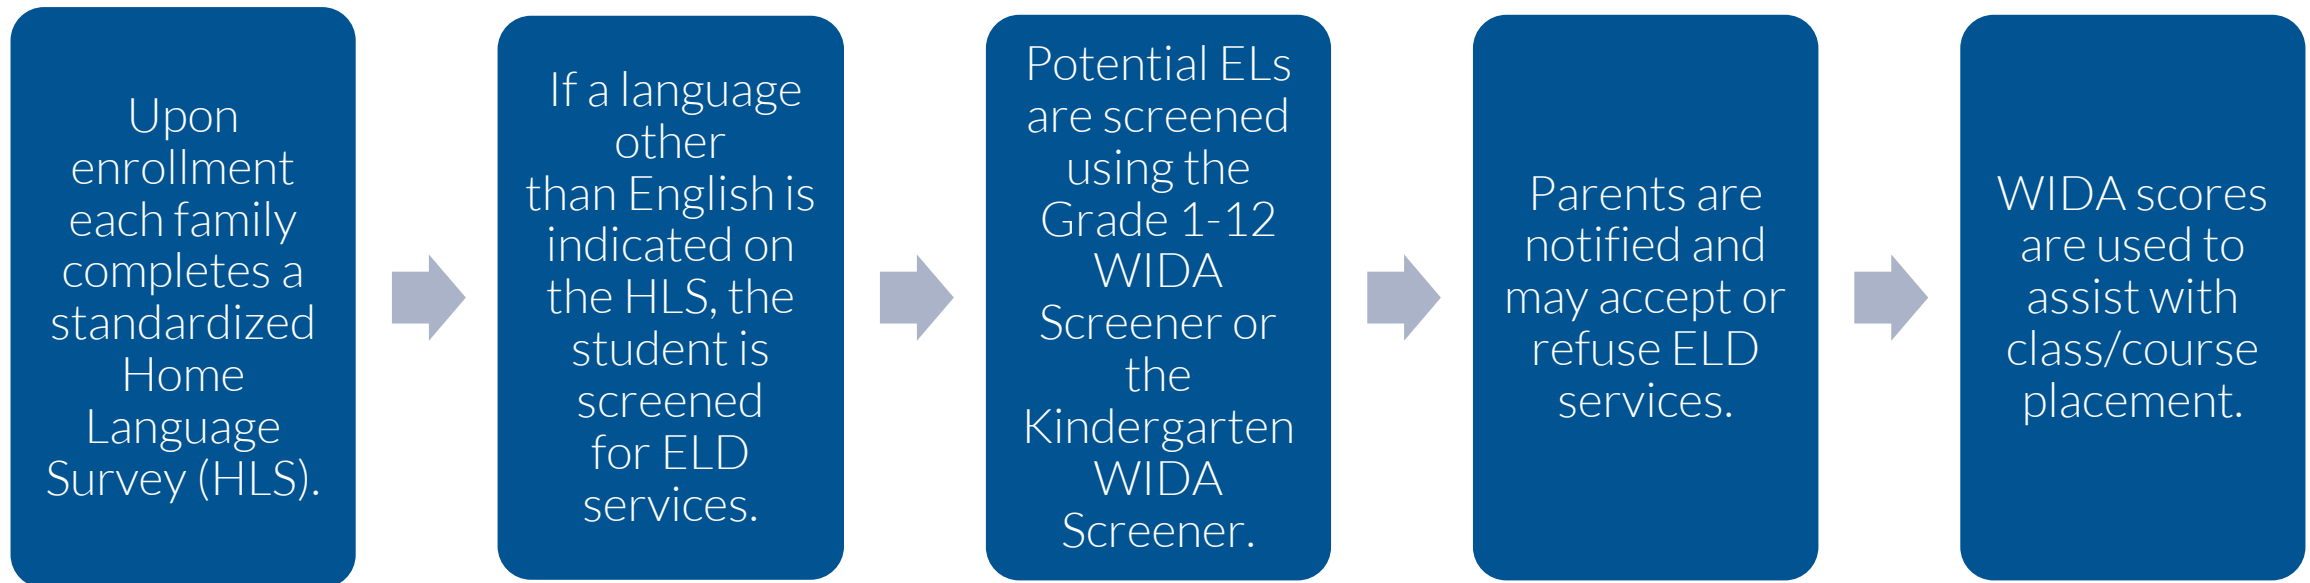 Upon
enrollment
each family
completes a
standardized
Home
Language
Survey (HLS).
If a language
other
than English is
indicated on
the HLS, the
student is
screened
for ELD
services.
Potential ELs
are screened
using the
Grade 1-12
WIDA
Screener or
the
Kindergarten
WIDA
Screener.
Parents are
notified and
may accept or
refuse ELD
services.
WIDA scores
are used to
assist with
class/course
placement.